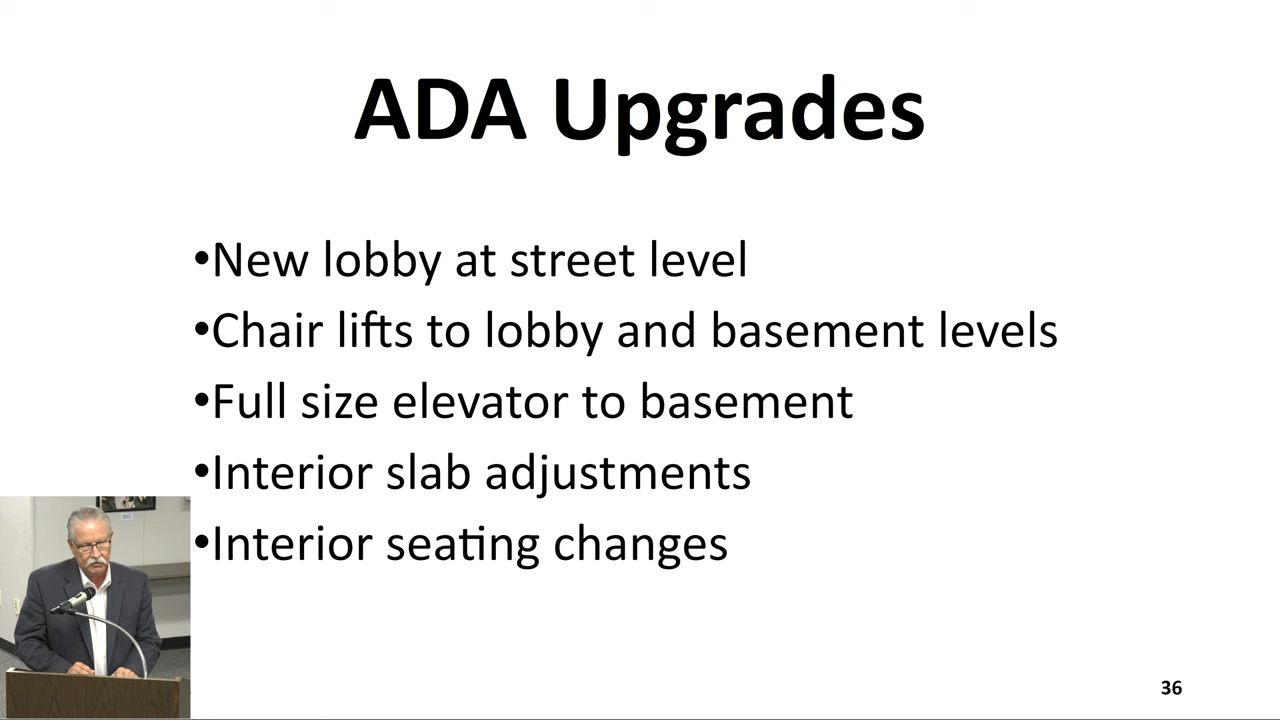 ADA Upgrades
•New lobby at street level
•Chair lifts to lobby and basement levels
•Full size elevator to basement
•Interior slab adjustments
•Interior seating changes
36